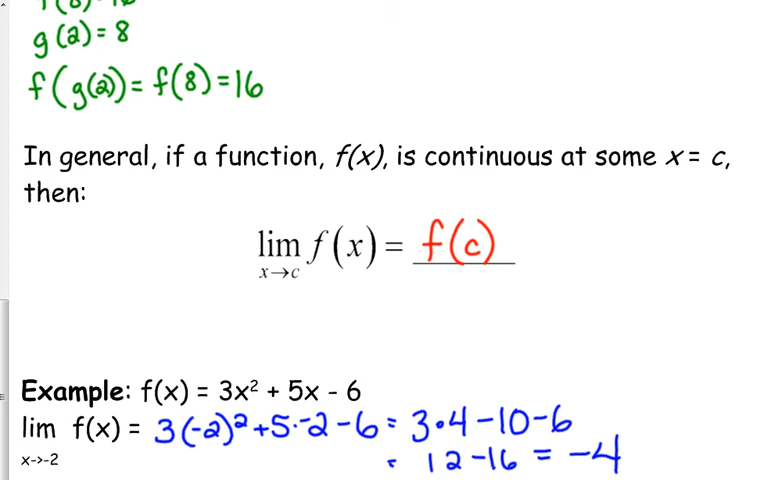 g(2) = 8
f(g(2)) = f(8) = 16
In general, if a function, f(x), is continuous at some x = c,
then:
lim f(x) = f(c)
x→c
Example: f(x) = 3x² + 5x - 6
lim f(x) = 3(-2)² + 5·-2 - 6 = 3·4 - 10 - 6
x->-2
= 12 - 16 = -4